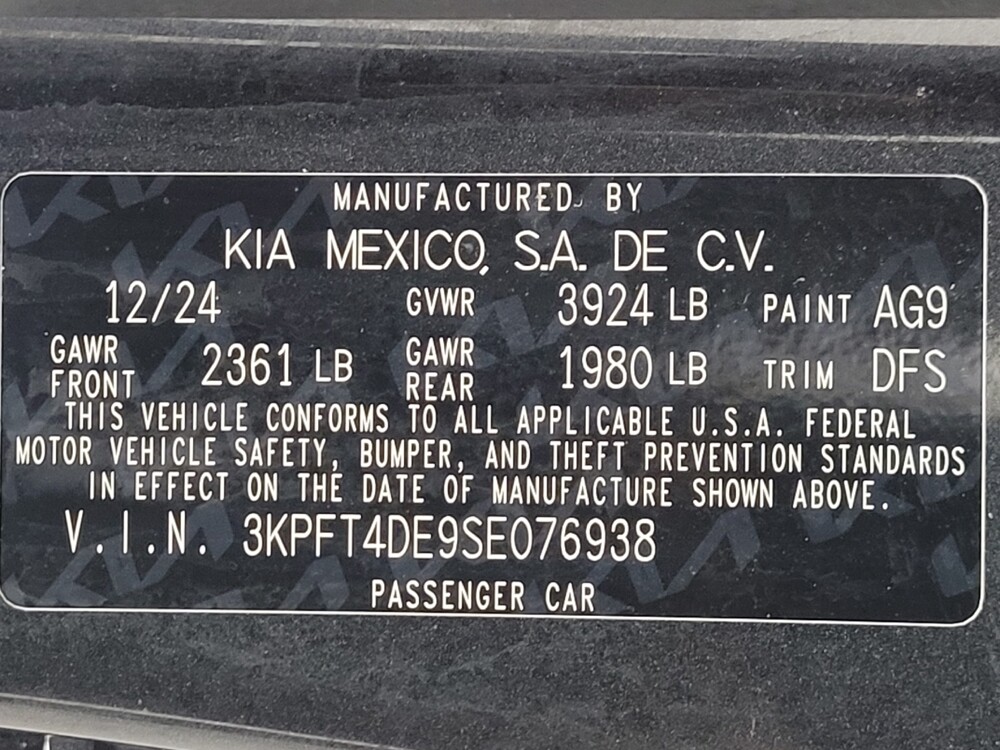 MANUFACTURED BY
KIA MEXICO, S.A. DE C.V.
12/24 GVWR 3924 LB PAINT AG9
GAWR FRONT 2361 LB GAWR REAR 1980 LB TRIM DFS
THIS VEHICLE CONFORMS TO ALL APPLICABLE U.S.A. FEDERAL
MOTOR VEHICLE SAFETY, BUMPER, AND THEFT PREVENTION STANDARDS
IN EFFECT ON THE DATE OF MANUFACTURE SHOWN ABOVE.
V.I.N. 3KPFT4DE9SE076938
PASSENGER CAR